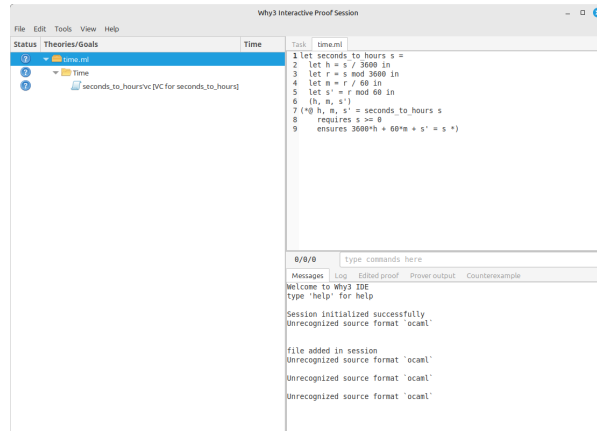 Why3 Interactive Proof Session
File Edit Tools View Help
Status Theories/Goals Time
time.ml
Time
seconds_to_hours'vc [VC for seconds_to_hours]
Task time.ml
1 let seconds_to_hours s =
2 let h = s / 3600 in
3 let r = s mod 3600 in
4 let m = r / 60 in
5 let s' = r mod 60 in
6 (h, m, s')
7 (*@ h, m, s' = seconds_to_hours s
8 requires s >= 0
9 ensures 3600*h + 60*m + s' = s *)
0/0/0 type commands here
Messages Log Edited proof Prover output Counterexample
Welcome to Why3 IDE
type 'help' for help
Session initialized successfully
Unrecognized source format `ocaml`
file added in session
Unrecognized source format `ocaml`
Unrecognized source format `ocaml`
Unrecognized source format `ocaml`